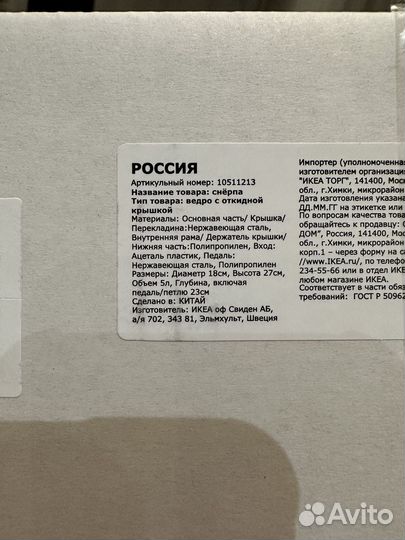 РОССИЯ
Артикульный номер: 10511213
Название товара: снёрпа
Тип товара: ведро с откидной
крышкой
Материалы: Основная часть/ Крышка/
Перекладина:Нержавеющая сталь,
Внутренняя рама/ Держатель крышки/
Нижняя часть:Полипропилен, Вход:
Ацеталь пластик, Педаль:
Нержавеющая сталь, Полипропилен
Размеры: Диаметр 18см, Высота 27см,
Объем 5л, Глубина, включая
педаль/петлю 23см
Сделано в: КИТАЙ
Изготовитель: ИКЕА оф Свиден АБ,
а/я 702, 343 81, Эльмхульт, Швеция
Импортер (уполномоченная
изготовителем организация
"ИКЕА ТОРГ", 141400, Мос
обл., г.Химки, микрорайон
Дата изготовления указана
ДД.ММ.ГГ на этикетке или
По вопросам качества това
обращайтесь к продавцу:
ДОМ", Россия, 141400, Мос
обл., г.Химки, микрорайон
корп.1 – через форму на са
//www.IKEA.ru/, по телефо
234-55-66 или в отдел ИКЕ
любом магазине ИКЕА.
Соответствует в части обяз
требований: ГОСТ Р 50962
Avito